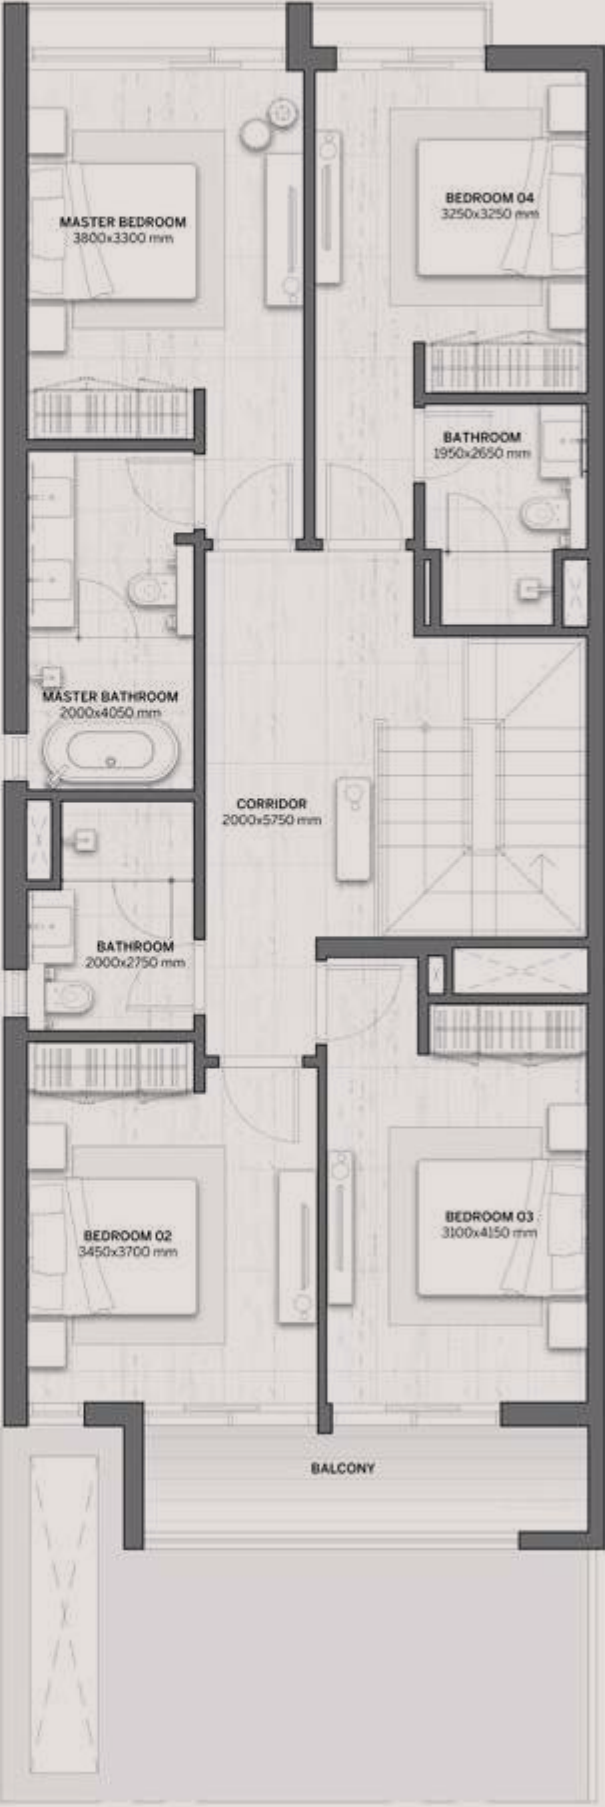 MASTER BEDROOM
3800x3300 mm
BEDROOM 04
3250x3250 mm
BATHROOM
1950x2650 mm
MASTER BATHROOM
2000x4050 mm
CORRIDOR
2000x5750 mm
BATHROOM
2000x2750 mm
BEDROOM 02
3450x3700 mm
BEDROOM 03
3100x4150 mm
BALCONY